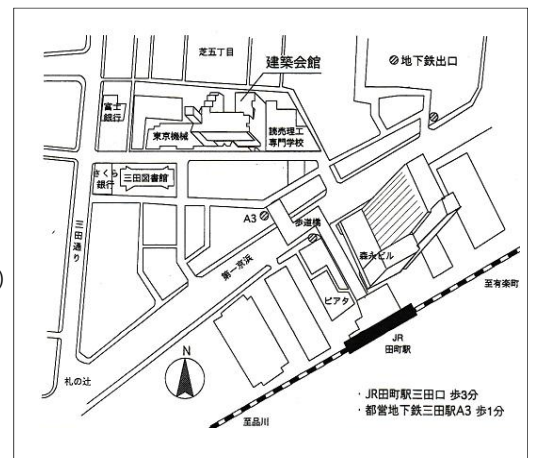 芝五丁目
建築会館
地下鉄出口
富士
銀行
東京機械
読売理工
専門学校
さくら
銀行
三田図書館
A3
歩道橋
三田通り
第一京浜
森永ビル
ピアタ
至有楽町
JR
田町駅
N
札の辻
至品川
・JR田町駅三田口 歩3分
・都営地下鉄三田駅A3 歩1分
)